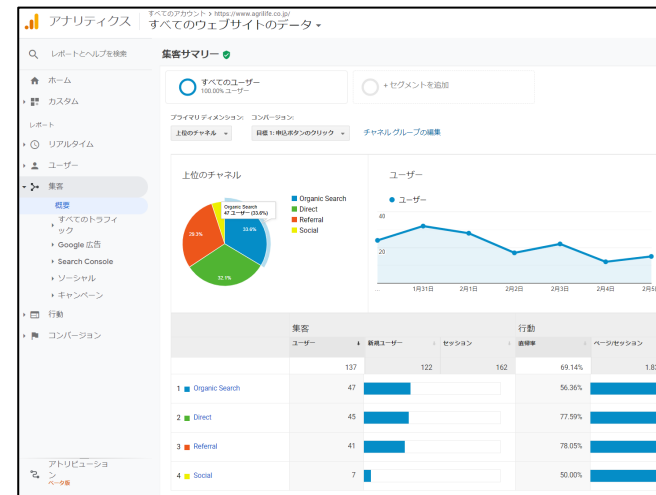 アナリティクス
すべてのアカウント > https://www.agrilife.co.jp/
すべてのウェブサイトのデータ
レポートとヘルプを検索
ホーム
カスタム
レポート
リアルタイム
ユーザー
集客
概要
すべてのトラフィ
ック
Google 広告
Search Console
ソーシャル
キャンペーン
行動
コンバージョン
アトリビューショ
ン
ベータ版
集客サマリー
すべてのユーザー
100.00% ユーザー
+ セグメントを追加
プライマリ ディメンション: コンバージョン:
上位のチャネル 目標 1: 申込ボタンのクリック チャネル グループの編集
上位のチャネル
Organic Search
47 ユーザー (33.6%)
33.6%
29.3%
32.1%
Organic Search
Direct
Referral
Social
ユーザー
ユーザー
40
20
... 1月31日 2月1日 2月2日 2月3日 2月4日 2月5
集客 行動
ユーザー 新規ユーザー セッション 直帰率 ページ/セッション
137 122 162 69.14% 1.8
1 Organic Search 47 56.36%
2 Direct 45 77.59%
3 Referral 41 78.05%
4 Social 7 50.00%